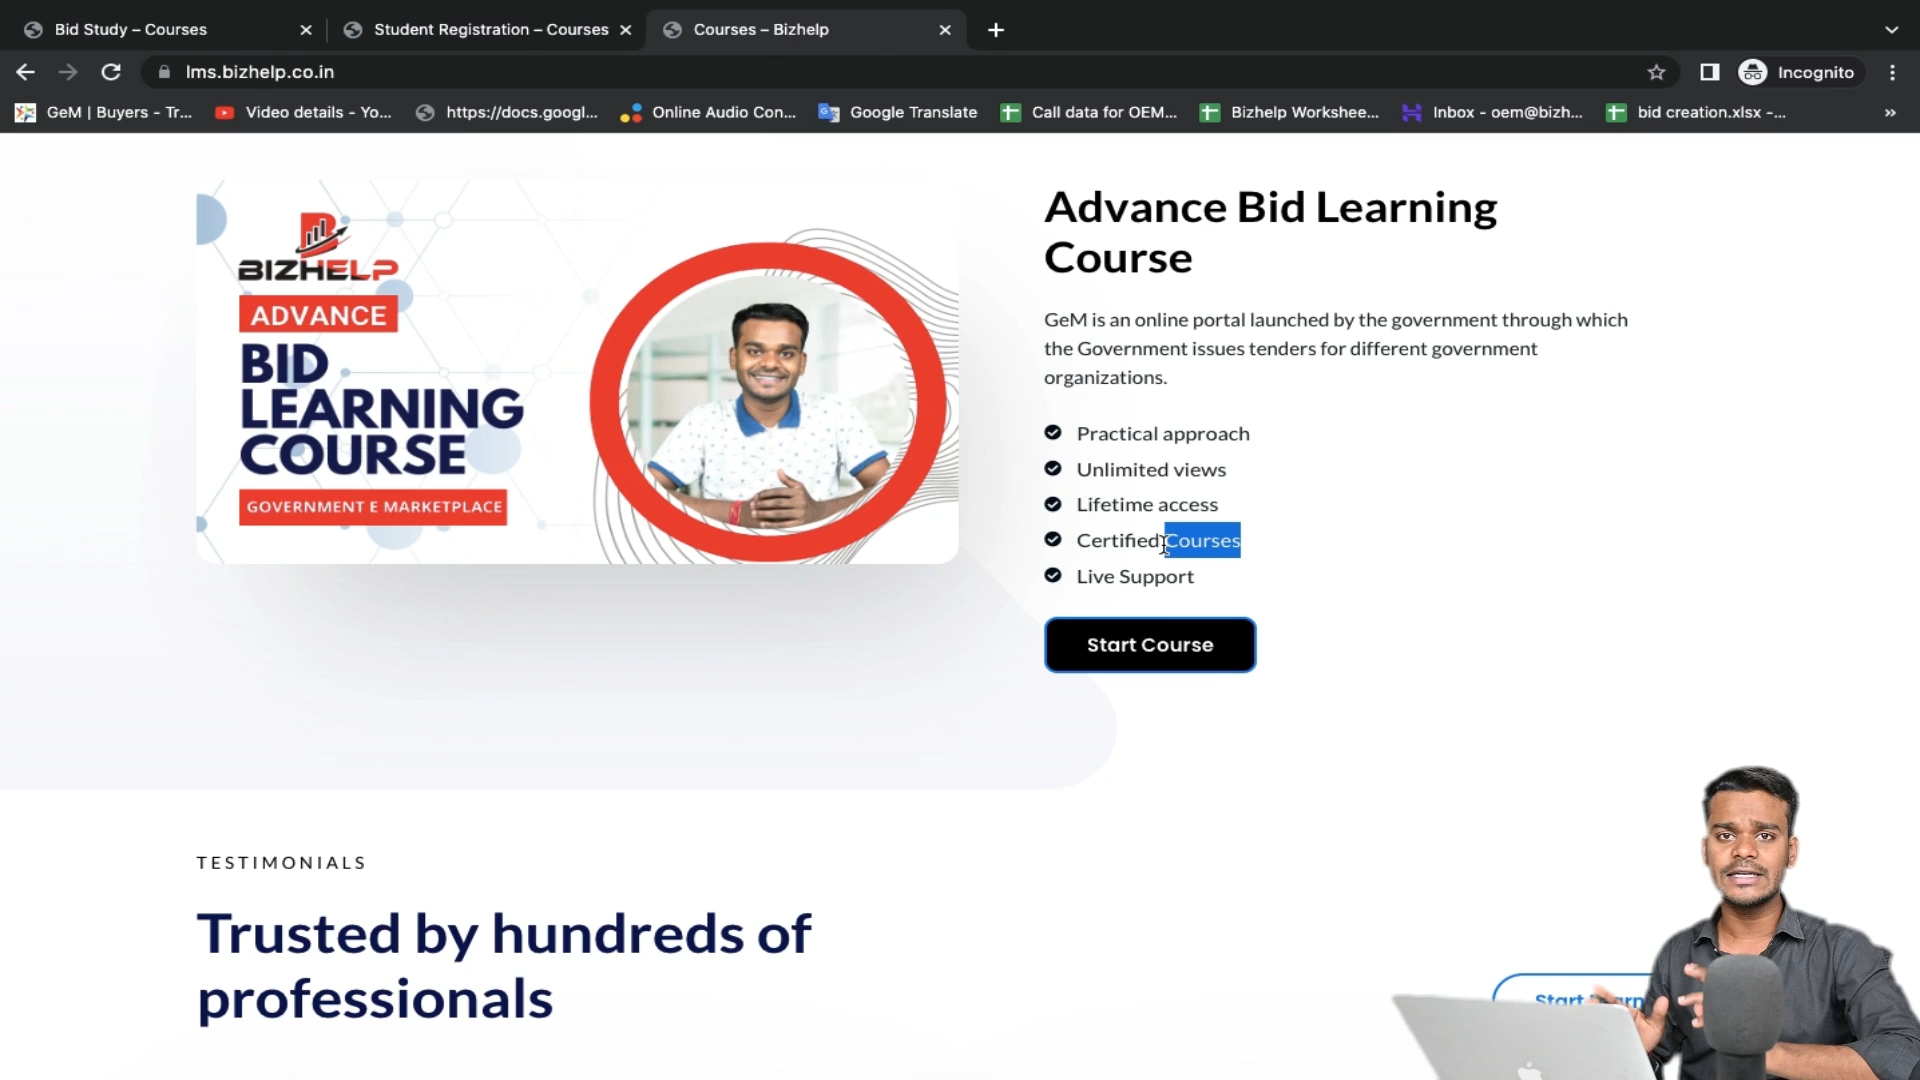 Bid Study – Courses
Student Registration – Courses
Courses – Bizhelp
lms.bizhelp.co.in
Incognito
GeM | Buyers - Tr...
Video details - Yo...
https://docs.googl...
Online Audio Con...
Google Translate
Call data for OEM...
Bizhelp Workshee...
Inbox - oem@bizh...
bid creation.xlsx -...
BIZHELP
ADVANCE
BID
LEARNING
COURSE
GOVERNMENT E MARKETPLACE
Advance Bid Learning
Course
GeM is an online portal launched by the government through which
the Government issues tenders for different government
organizations.
Practical approach
Unlimited views
Lifetime access
Certified Courses
Live Support
Start Course
TESTIMONIALS
Trusted by hundreds of
professionals
Start